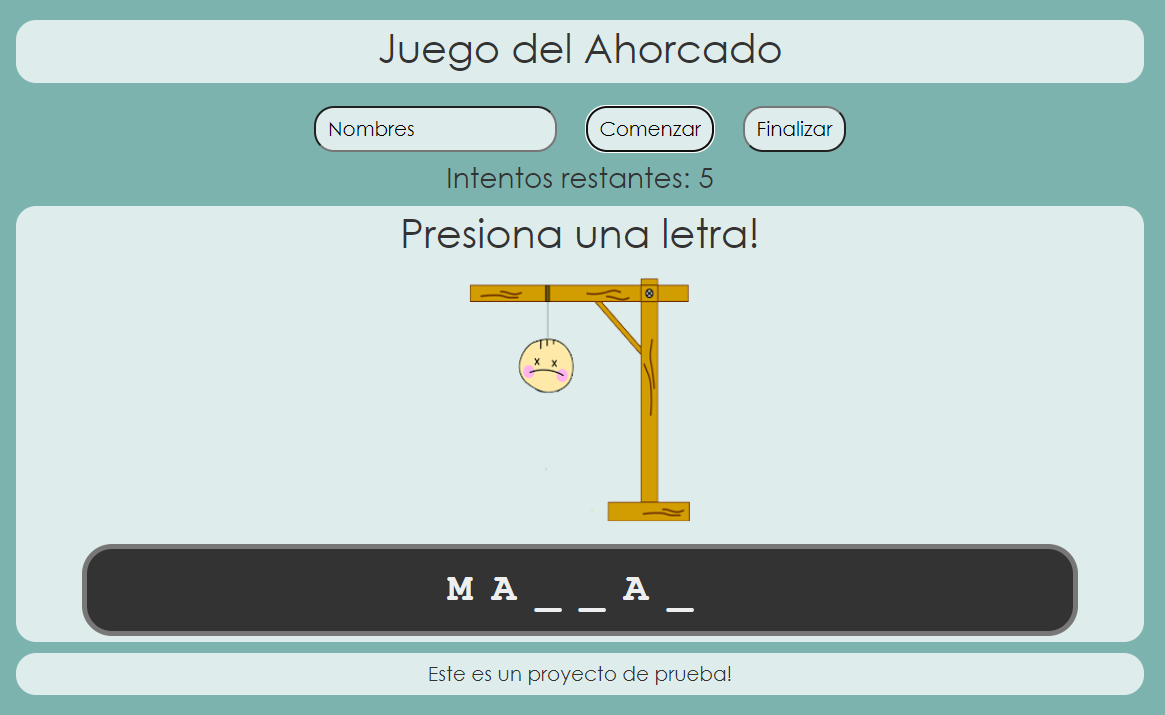 Juego del Ahorcado
Nombres Comenzar Finalizar
Intentos restantes: 5
Presiona una letra!
M A _ _ A _
Este es un proyecto de prueba!